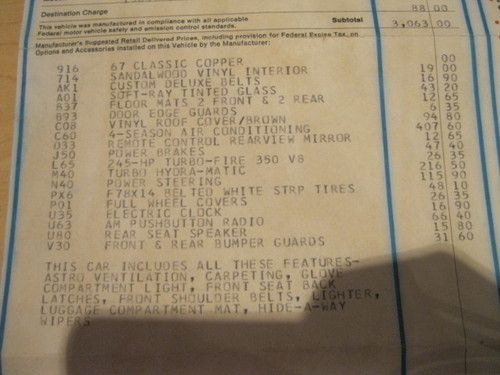 Destination Charge 88 00
This vehicle was manufactured in compliance with all applicable
Federal motor vehicle safety and emission control standards. Subtotal 3,063 00
Manufacturer's Suggested Retail Delivered Prices, including provision for Federal Excise Tax, on
Options and Accessories Installed on this Vehicle by the Manufacturer:
916 67 CLASSIC COPPER 00
714 SANDALWOOD VINYL INTERIOR 19 00
AK1 CUSTOM DELUXE BELTS 16 90
A01 SOFT-RAY TINTED GLASS 43 20
B37 FLOOR MATS 2 FRONT & 2 REAR 12 65
B93 DOOR EDGE GUARDS 6 35
C08 VINYL ROOF COVER/BROWN 94 80
C60 4-SEASON AIR CONDITIONING 407 60
D33 REMOTE CONTROL REARVIEW MIRROR 12 65
J50 POWER BRAKES 47 40
L65 245-HP TURBO-FIRE 350 V8 26 35
M40 TURBO HYDRA-MATIC 216 50
N40 POWER STEERING 115 90
PX6 F78X14 BELTED WHITE STRP TIRES 48 10
P01 FULL WHEEL COVERS 26 35
U35 ELECTRIC CLOCK 16 90
U63 AM PUSHBUTTON RADIO 66 40
U80 REAR SEAT SPEAKER 15 80
V30 FRONT & REAR BUMPER GUARDS 31 60
THIS CAR INCLUDES ALL THESE FEATURES-
ASTRO VENTILATION, CARPETING, GLOVE
COMPARTMENT LIGHT, FRONT SEAT BACK
LATCHES, FRONT SHOULDER BELTS, LIGHTER,
LUGGAGE COMPARTMENT MAT, HIDE-A-WAY
WIPERS